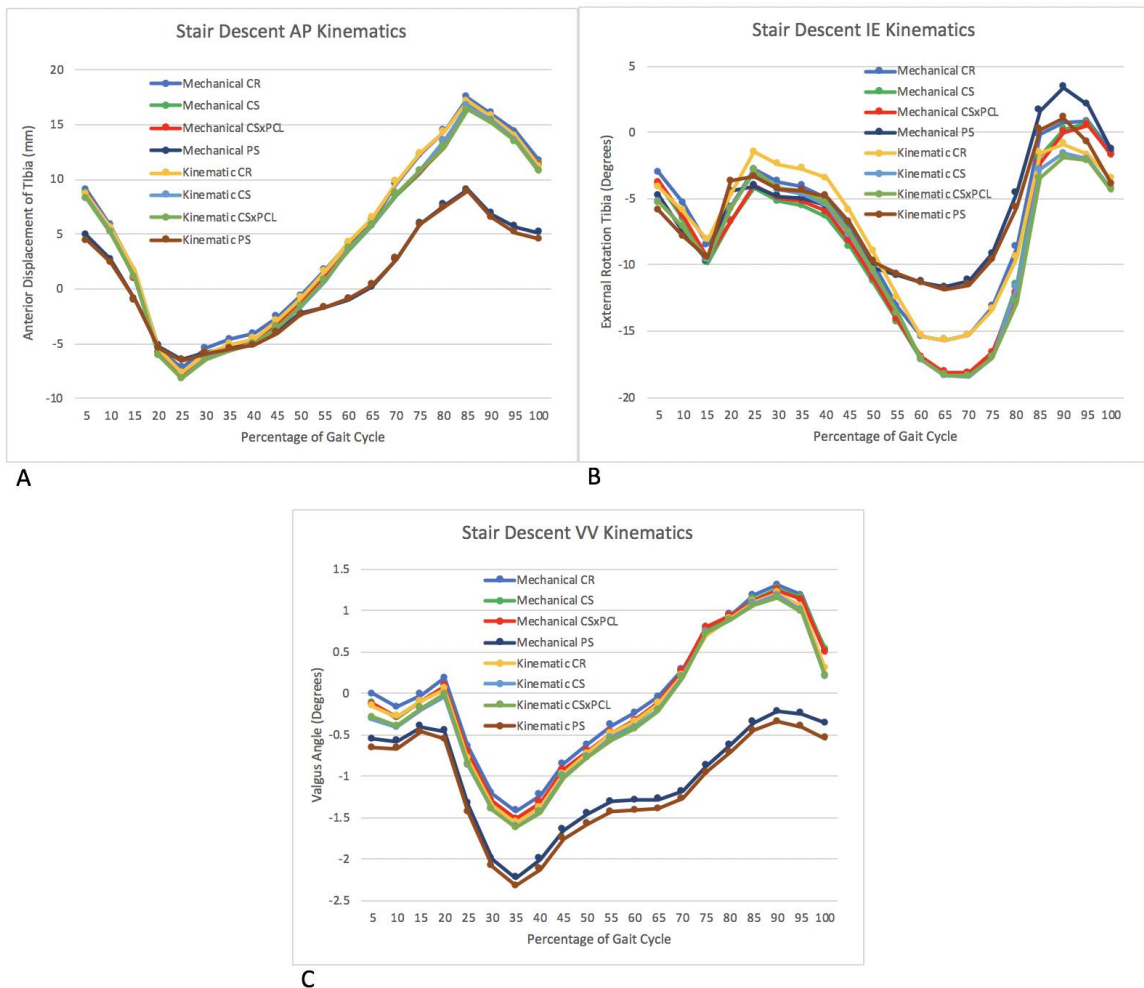 Stair Descent AP Kinematics
20
15
10
5
0
-5
-10
Anterior Displacement of Tibia (mm)
Mechanical CR
Mechanical CS
Mechanical CSxPCL
Mechanical PS
Kinematic CR
Kinematic CS
Kinematic CSxPCL
Kinematic PS
5 10 15 20 25 30 35 40 45 50 55 60 65 70 75 80 85 90 95 100
Percentage of Gait Cycle
A
Stair Descent IE Kinematics
5
0
-5
-10
-15
-20
External Rotation Tibia (Degrees)
Mechanical CR
Mechanical CS
Mechanical CSxPCL
Mechanical PS
Kinematic CR
Kinematic CS
Kinematic CSxPCL
Kinematic PS
5 10 15 20 25 30 35 40 45 50 55 60 65 70 75 80 85 90 95 100
Percentage of Gait Cycle
B
Stair Descent VV Kinematics
1.5
1
0.5
0
-0.5
-1
-1.5
-2
-2.5
Valgus Angle (Degrees)
Mechanical CR
Mechanical CS
Mechanical CSxPCL
Mechanical PS
Kinematic CR
Kinematic CS
Kinematic CSxPCL
Kinematic PS
5 10 15 20 25 30 35 40 45 50 55 60 65 70 75 80 85 90 95 100
Percentage of Gait Cycle
C